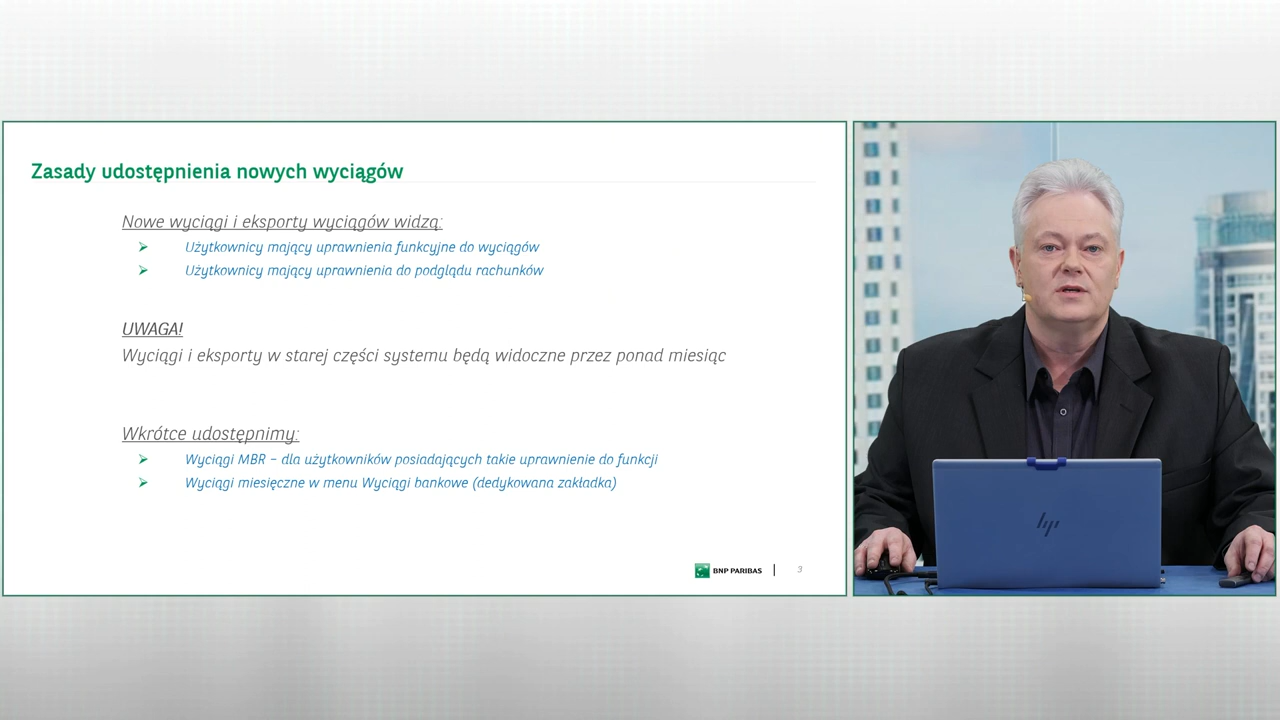 Zasady udostępnienia nowych wyciągów
Nowe wyciągi i eksporty wyciągów widzą:
Użytkownicy mający uprawnienia funkcyjne do wyciągów
Użytkownicy mający uprawnienia do podglądu rachunków
UWAGA!
Wyciągi i eksporty w starej części systemu będą widoczne przez ponad miesiąc
Wkrótce udostępnimy:
Wyciągi MBR – dla użytkowników posiadających takie uprawnienie do funkcji
Wyciągi miesięczne w menu Wyciągi bankowe (dedykowana zakładka)
BNP PARIBAS | 3
hp